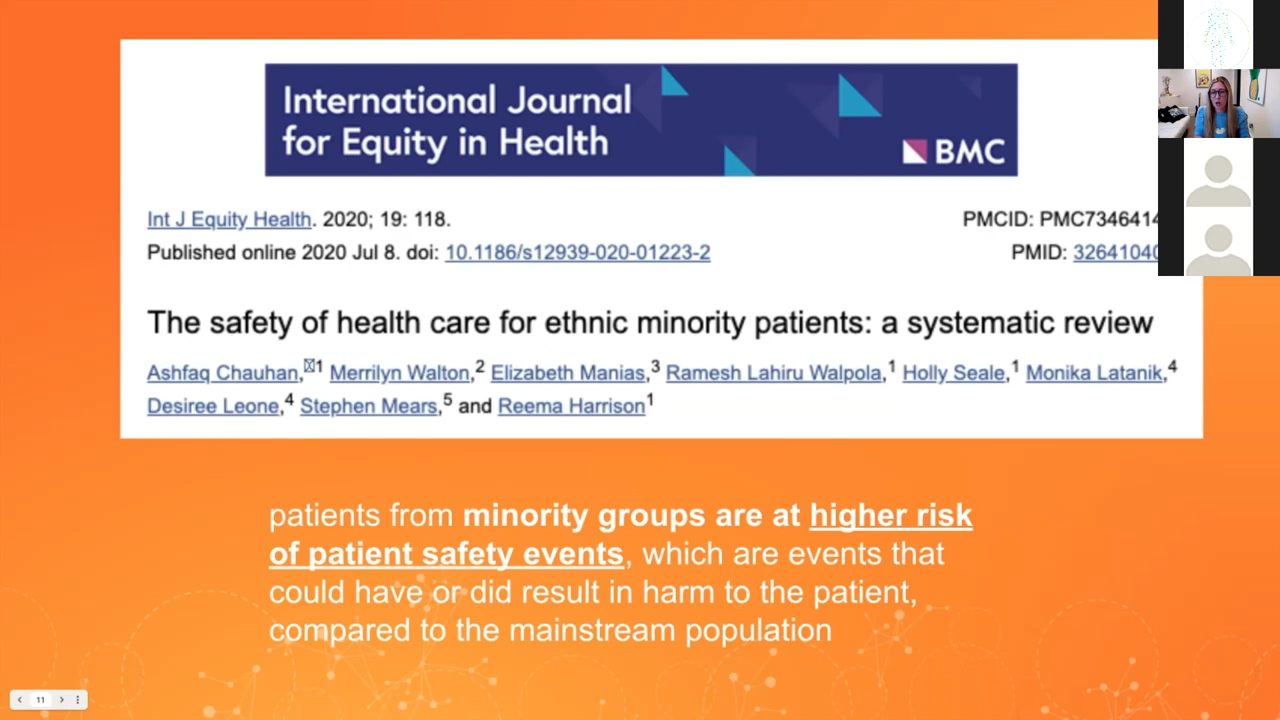 International Journal
for Equity in Health
BMC
Int J Equity Health. 2020; 19: 118.
PMCID: PMC7346414
Published online 2020 Jul 8. doi: 10.1186/s12939-020-01223-2
PMID: 32641040
The safety of health care for ethnic minority patients: a systematic review
Ashfaq Chauhan,1 Merrilyn Walton,2 Elizabeth Manias,3 Ramesh Lahiru Walpola,1 Holly Seale,1 Monika Latanik,4
Desiree Leone,4 Stephen Mears,5 and Reema Harrison1
patients from minority groups are at higher risk
of patient safety events, which are events that
could have or did result in harm to the patient,
compared to the mainstream population
11